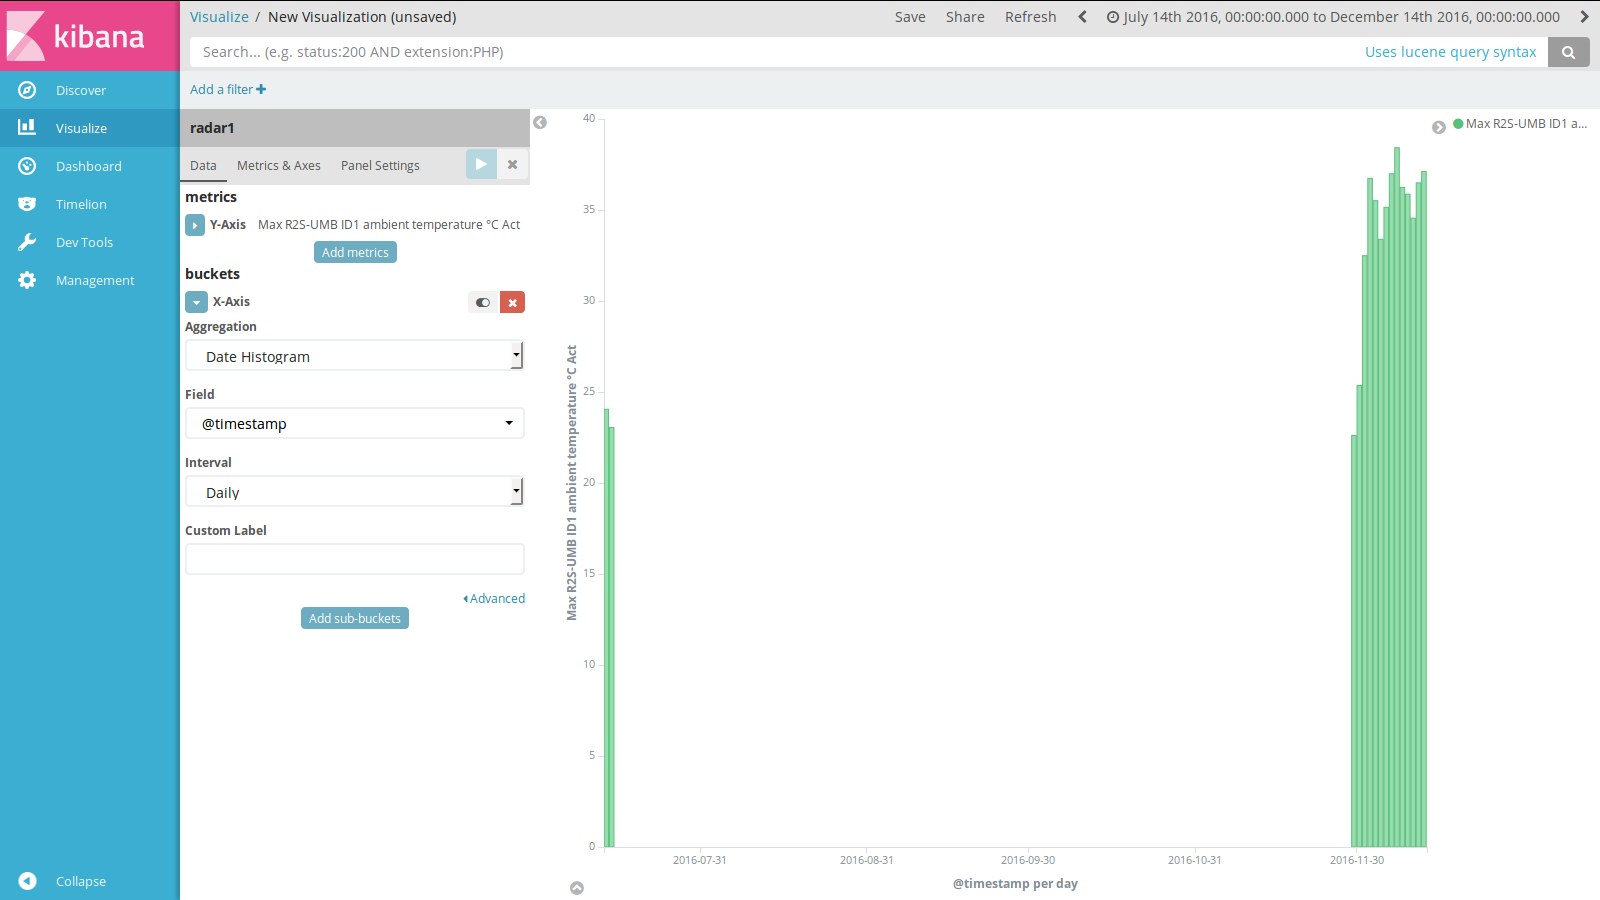 kibana
Discover
Visualize
Dashboard
Timelion
Dev Tools
Management
Collapse
Visualize / New Visualization (unsaved)
Save Share Refresh July 14th 2016, 00:00:00.000 to December 14th 2016, 00:00:00.000
Search... (e.g. status:200 AND extension:PHP) Uses lucene query syntax
Add a filter
radar1
Data Metrics & Axes Panel Settings
metrics
Y-Axis Max R2S-UMB ID1 ambient temperature °C Act
Add metrics
buckets
X-Axis
Aggregation
Date Histogram
Field
@timestamp
Interval
Daily
Custom Label
Advanced
Add sub-buckets
Max R2S-UMB ID1 ambient temperature °C Act
40
35
30
25
20
15
10
5
0
2016-07-31 2016-08-31 2016-09-30 2016-10-31 2016-11-30
@timestamp per day
Max R2S-UMB ID1 a...